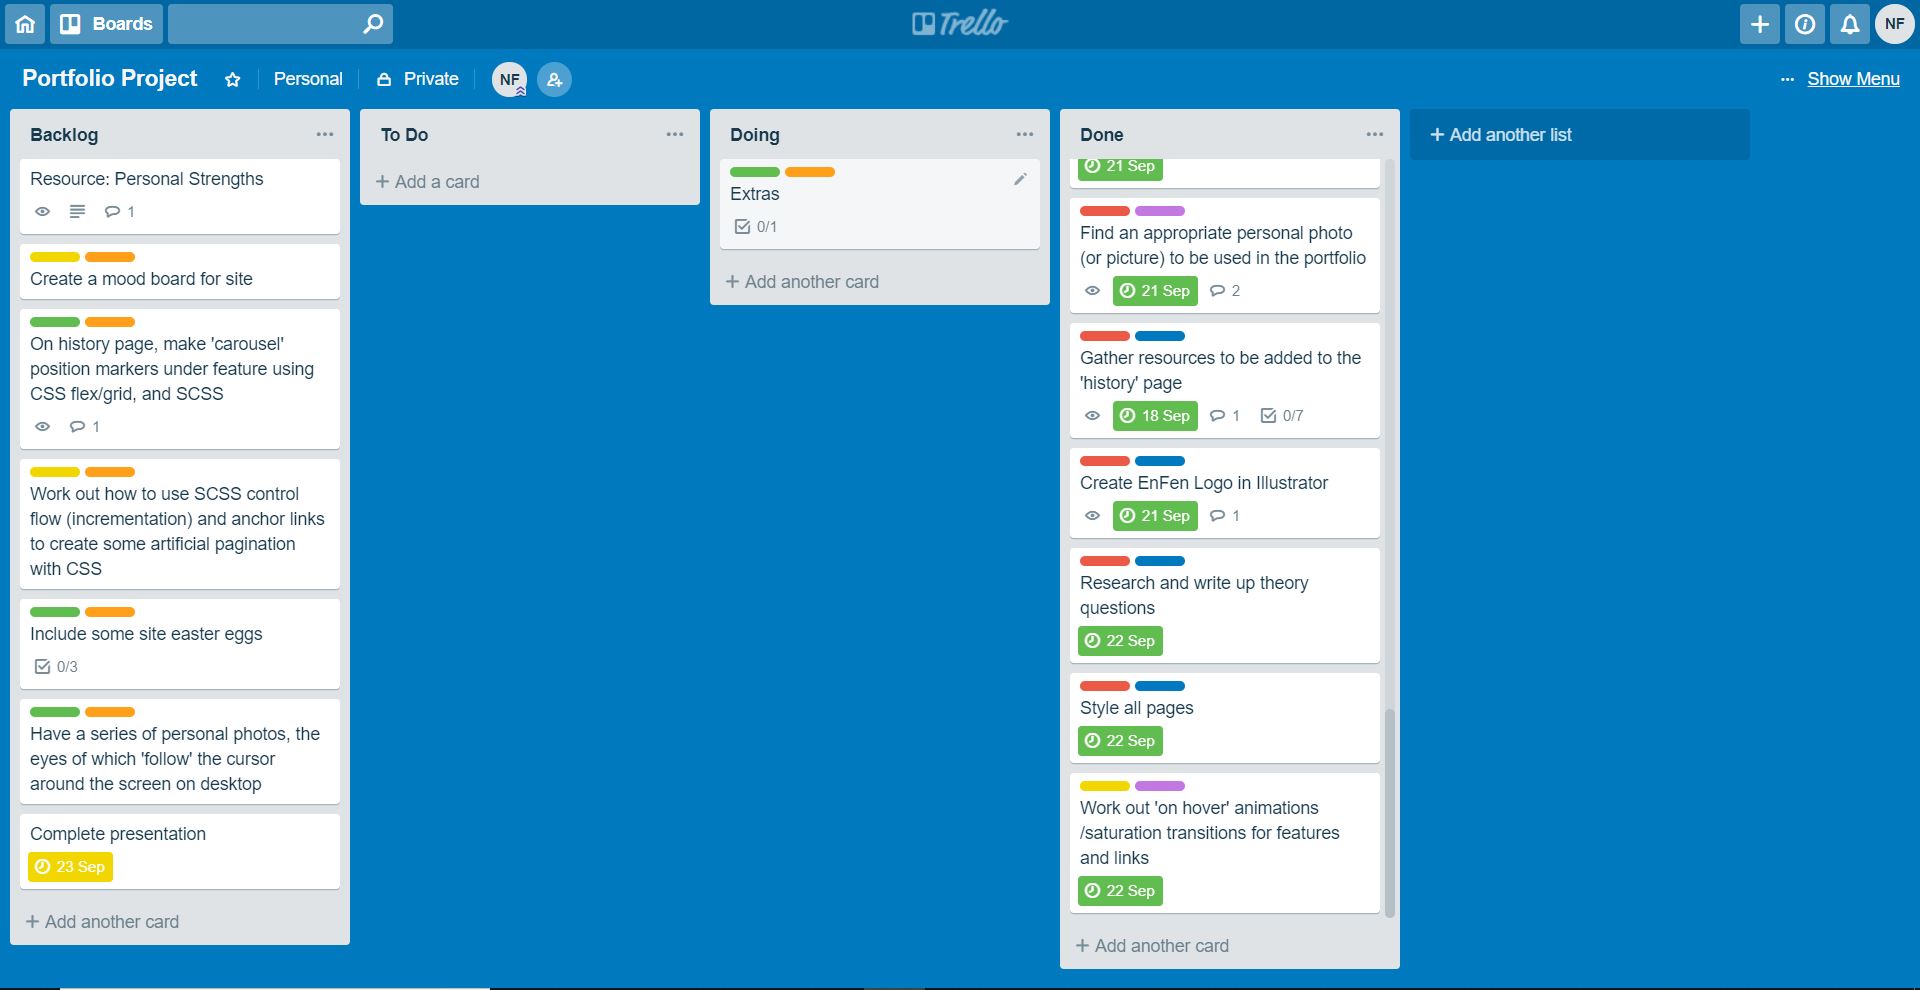 Boards
Trello
NF
Portfolio Project
Personal
Private
NF
Show Menu
Backlog
Resource: Personal Strengths
1
Create a mood board for site
On history page, make 'carousel'
position markers under feature using
CSS flex/grid, and SCSS
1
Work out how to use SCSS control
flow (incrementation) and anchor links
to create some artificial pagination
with CSS
Include some site easter eggs
0/3
Have a series of personal photos, the
eyes of which 'follow' the cursor
around the screen on desktop
Complete presentation
23 Sep
+ Add another card
To Do
+ Add a card
Doing
Extras
0/1
+ Add another card
Done
21 Sep
Find an appropriate personal photo
(or picture) to be used in the portfolio
21 Sep 2
Gather resources to be added to the
'history' page
18 Sep 1 0/7
Create EnFen Logo in Illustrator
21 Sep 1
Research and write up theory
questions
22 Sep
Style all pages
22 Sep
Work out 'on hover' animations
/saturation transitions for features
and links
22 Sep
+ Add another card
+ Add another list